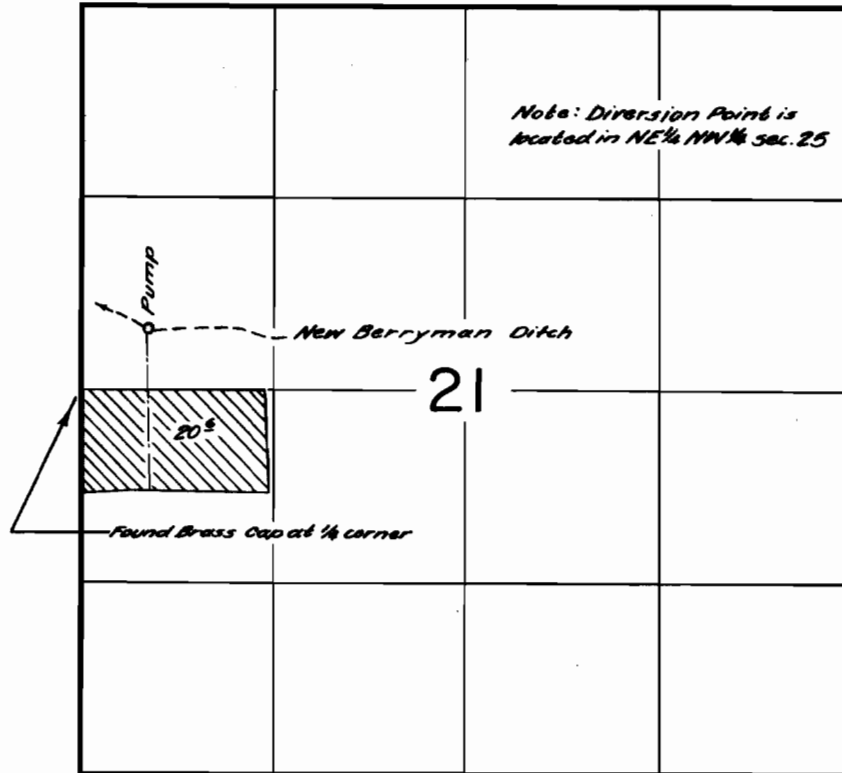 Note: Diversion Point is
located in NE¼ NW¼ sec. 25
Pump
New Berryman Ditch
21
Found Brass Cap at ¼ corner